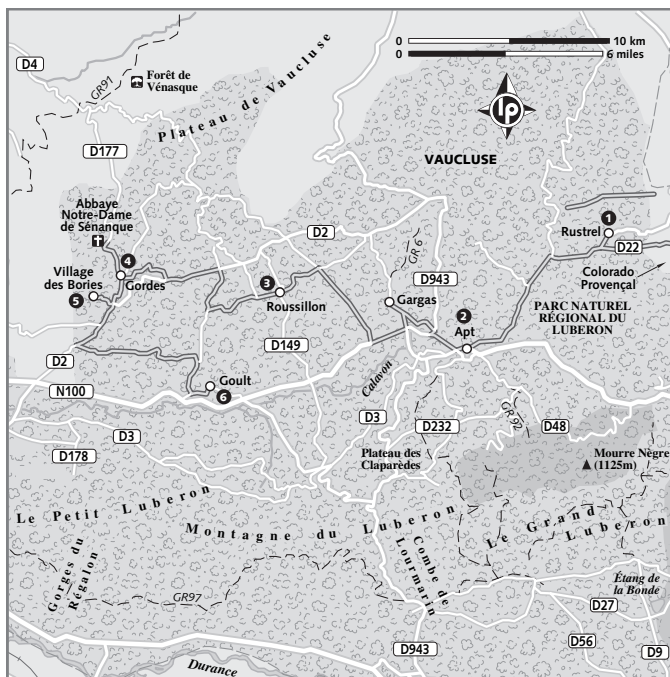 0 10 km
0 6 miles
D4
GR91
Forêt de
Vénasque
Plateau de Vaucluse
lp
VAUCLUSE
D177
Abbaye
Notre-Dame
de Sénanque
4
Gordes
Village
des Bories
5
D2
3
Roussillon
GR 6
D943
Gargas
2
Apt
1
Rustrel
D22
Colorado
Provençal
PARC NATUREL
RÉGIONAL DU
LUBERON
D2
N100
Goult
6
D149
Calavon
D3
D232
GR 92
D48
Mourre Nègre
(1125m)
Plateau des
Claparèdes
D3
D178
Le Petit Luberon
Montagne du Luberon
Le Grand
Luberon
Gorges du
Régalon
GR97
Combe de
Lourmarin
Étang de
la Bonde
D27
D56
D9
D943
Durance